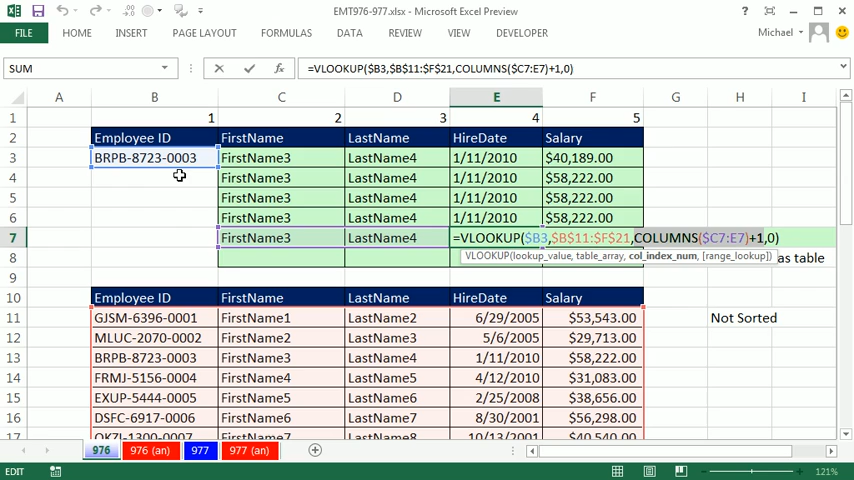 EMT976-977.xlsx - Microsoft Excel Preview
FILE HOME INSERT PAGE LAYOUT FORMULAS DATA REVIEW VIEW DEVELOPER Michael
SUM =VLOOKUP($B3,$B$11:$F$21,COLUMNS($C7:E7)+1,0)
A B C D E F G H I
1 1 2 3 4 5
2 Employee ID FirstName LastName HireDate Salary
3 BRPB-8723-0003 FirstName3 LastName4 1/11/2010 $40,189.00
4 FirstName3 LastName4 1/11/2010 $58,222.00
5 FirstName3 LastName4 1/11/2010 $58,222.00
6 FirstName3 LastName4 1/11/2010 $58,222.00
7 FirstName3 LastName4 =VLOOKUP($B3,$B$11:$F$21,COLUMNS($C7:E7)+1,0)
VLOOKUP(lookup_value, table_array, col_index_num, [range_lookup])
8 as table
9
10 Employee ID FirstName LastName HireDate Salary
11 GJSM-6396-0001 FirstName1 LastName2 6/29/2005 $53,543.00 Not Sorted
12 MLUC-2070-0002 FirstName2 LastName3 5/6/2005 $29,713.00
13 BRPB-8723-0003 FirstName3 LastName4 1/11/2010 $58,222.00
14 FRMJ-5156-0004 FirstName4 LastName5 4/12/2010 $31,083.00
15 EXUP-5444-0005 FirstName5 LastName6 2/25/2008 $38,656.00
16 DSFC-6917-0006 FirstName6 LastName7 8/30/2001 $56,298.00
17 OKZI-1300-0007 FirstName7 LastName8 10/13/2001 $40,540.00
976 976 (an) 977 977 (an)
EDIT 121%